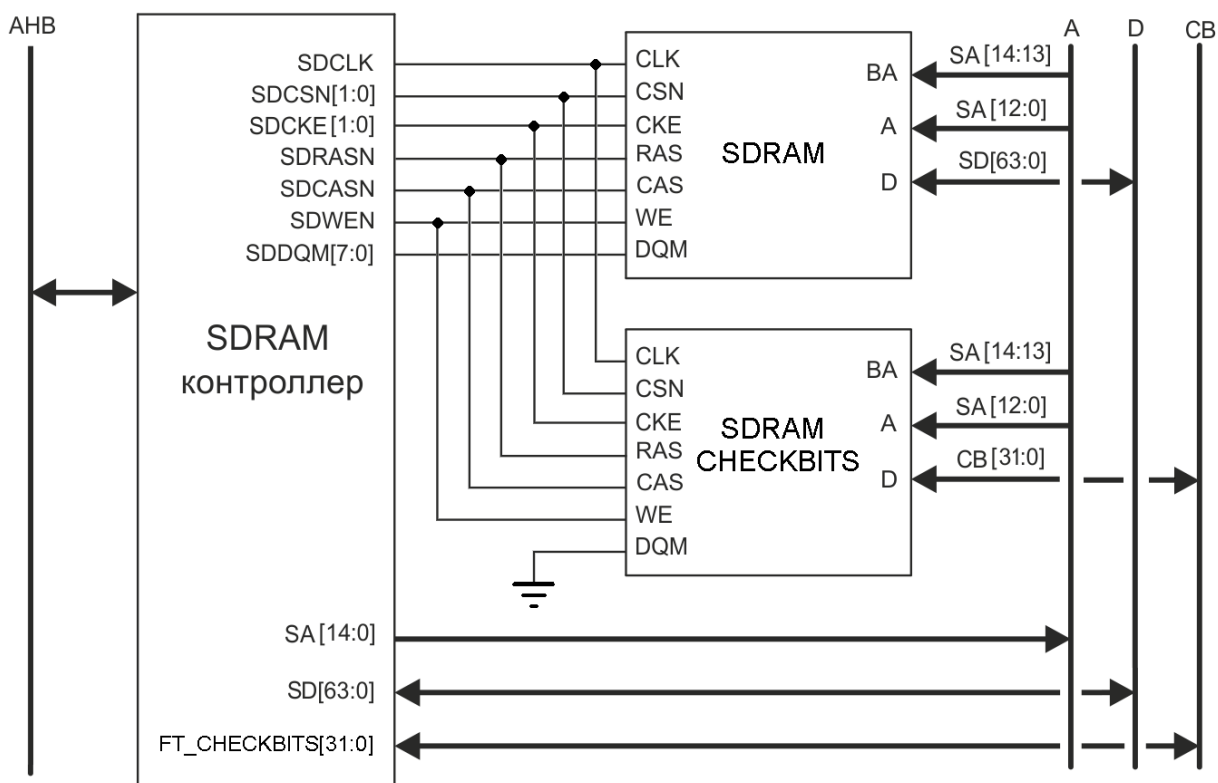 AHB
A
D
CB
SDCLK
SDCSN[1:0]
SDCKE[1:0]
SDRASN
SDCASN
SDWEN
SDDQM[7:0]
SDRAM
контроллер
SA[14:0]
SD[63:0]
FT_CHECKBITS[31:0]
CLK
CSN
CKE
RAS
CAS
WE
DQM
SDRAM
BA
A
D
SA[14:13]
SA[12:0]
SD[63:0]
CLK
CSN
CKE
RAS
CAS
WE
DQM
SDRAM
CHECKBITS
BA
A
D
SA[14:13]
SA[12:0]
CB[31:0]